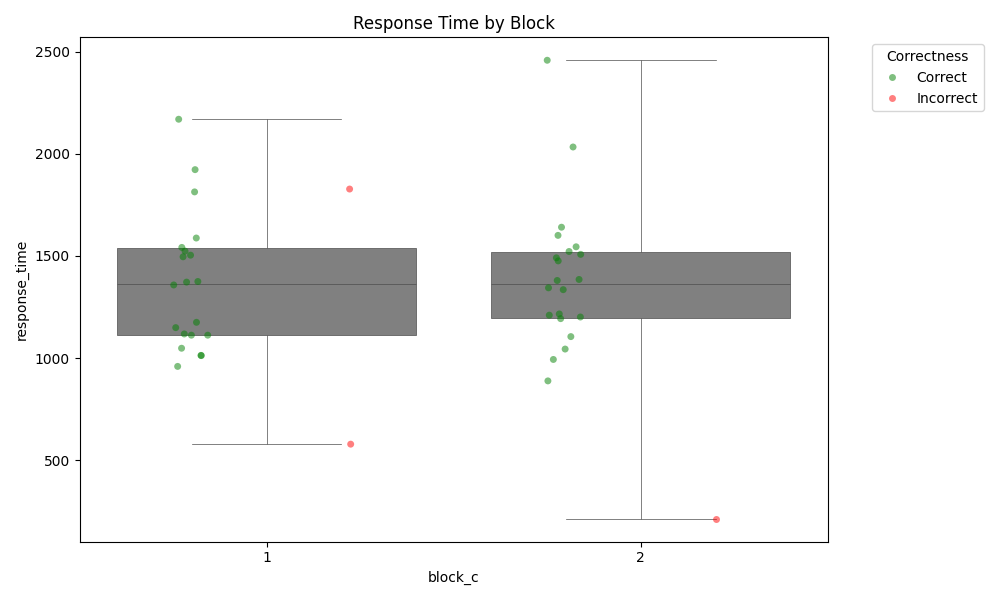 Response Time by Block
Correctness
Correct
Incorrect
response_time
2500
2000
1500
1000
500
1
2
block_c